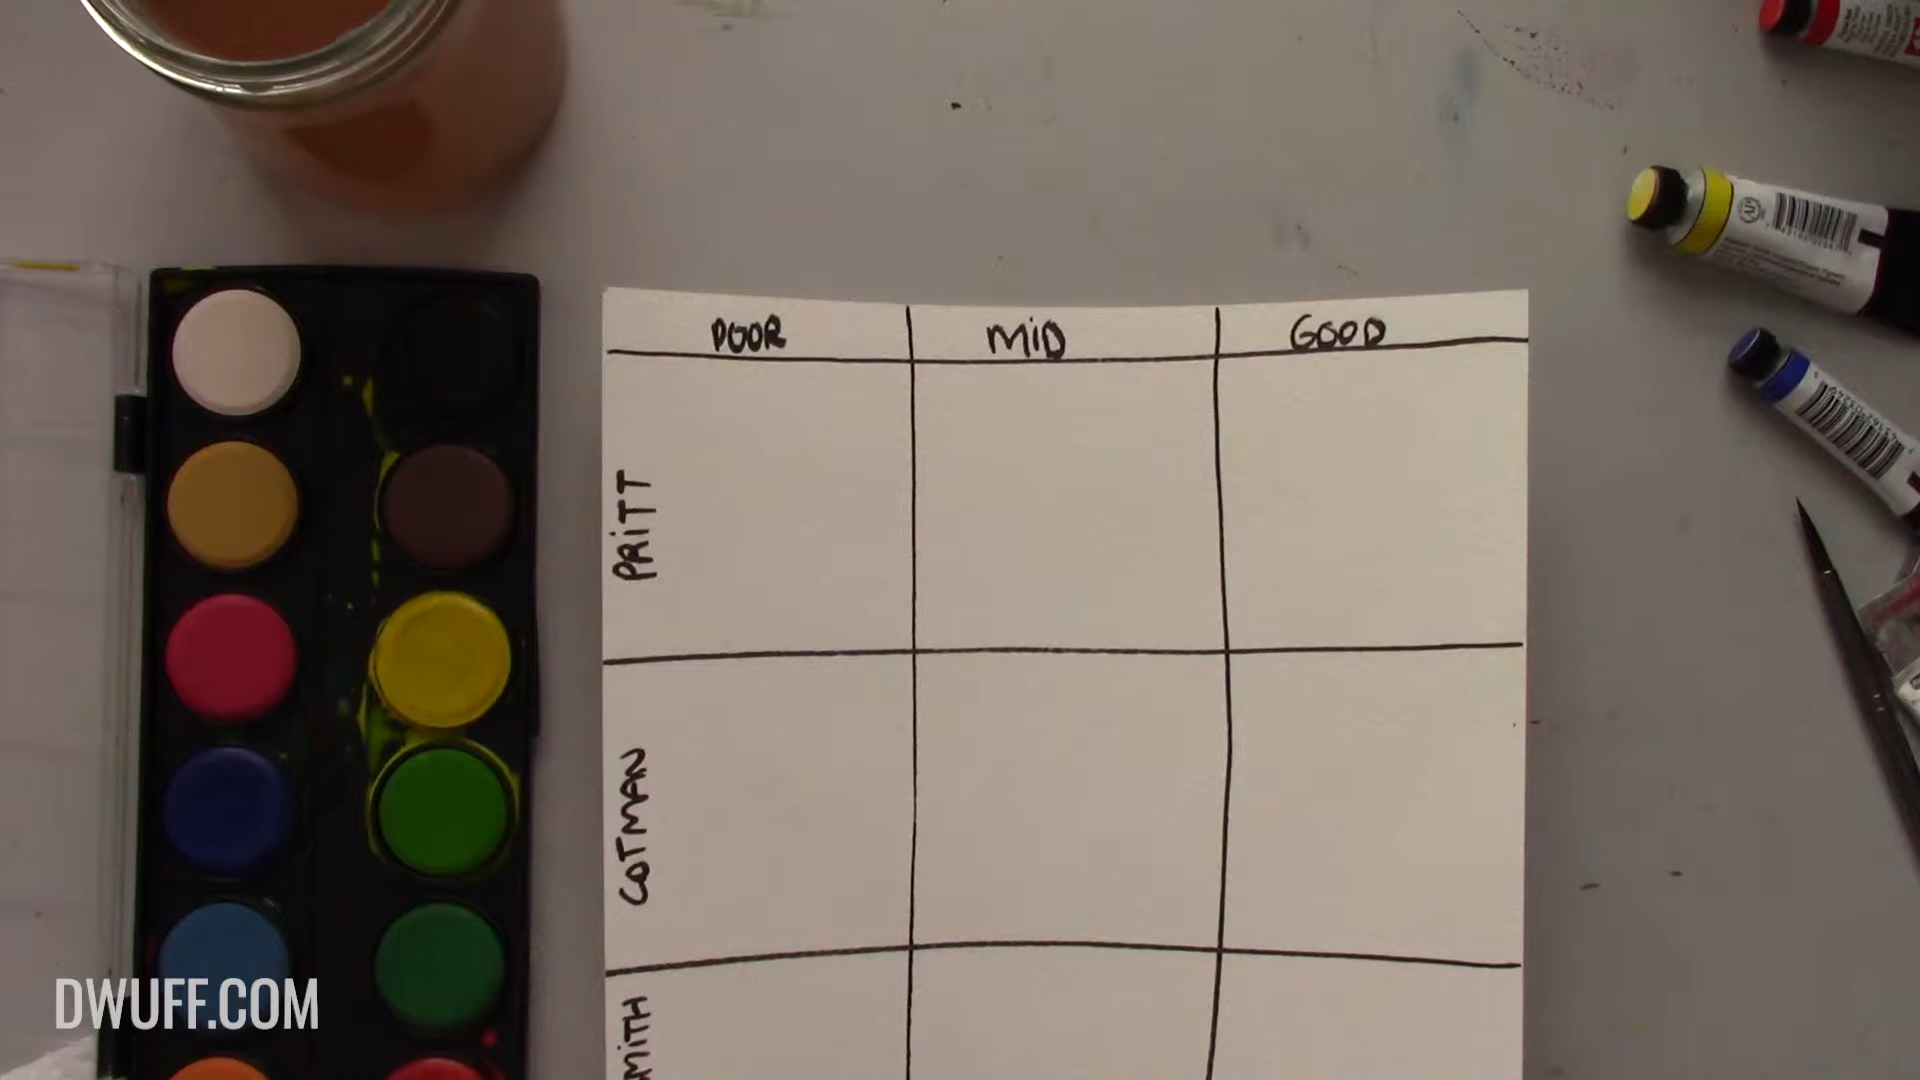 POOR MiD GOOD
PRiTT
COTMAN
MiTH
DWUFF.COM